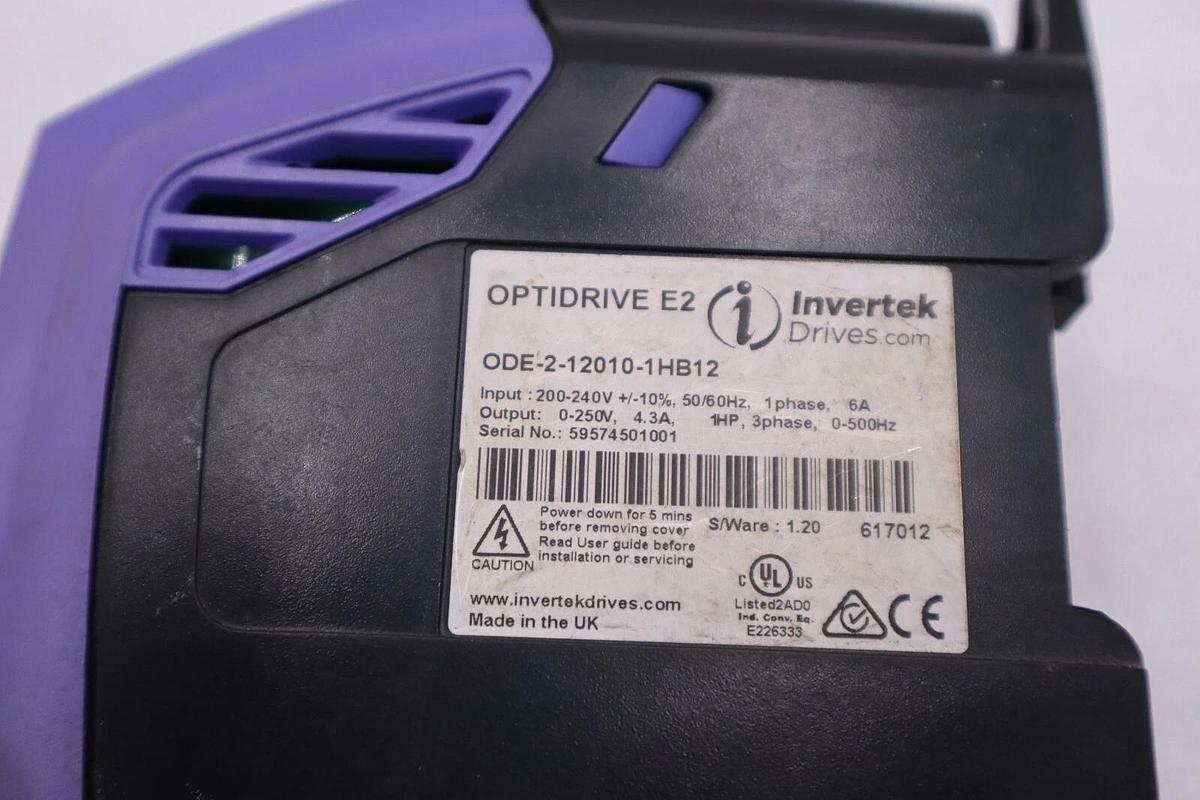 OPTIDRIVE E2
i Invertek
Drives.com
ODE-2-12010-1HB12
Input : 200-240V +/-10%, 50/60Hz, 1phase, 6A
Output: 0-250V, 4.3A, 1HP, 3phase, 0-500Hz
Serial No.: 59574501001
Power down for 5 mins
before removing cover
Read User guide before
installation or servicing
CAUTION
S/Ware : 1.20 617012
C UL US
Listed2AD0
Ind. Conv. Eq.
E226333
CE
www.invertekdrives.com
Made in the UK